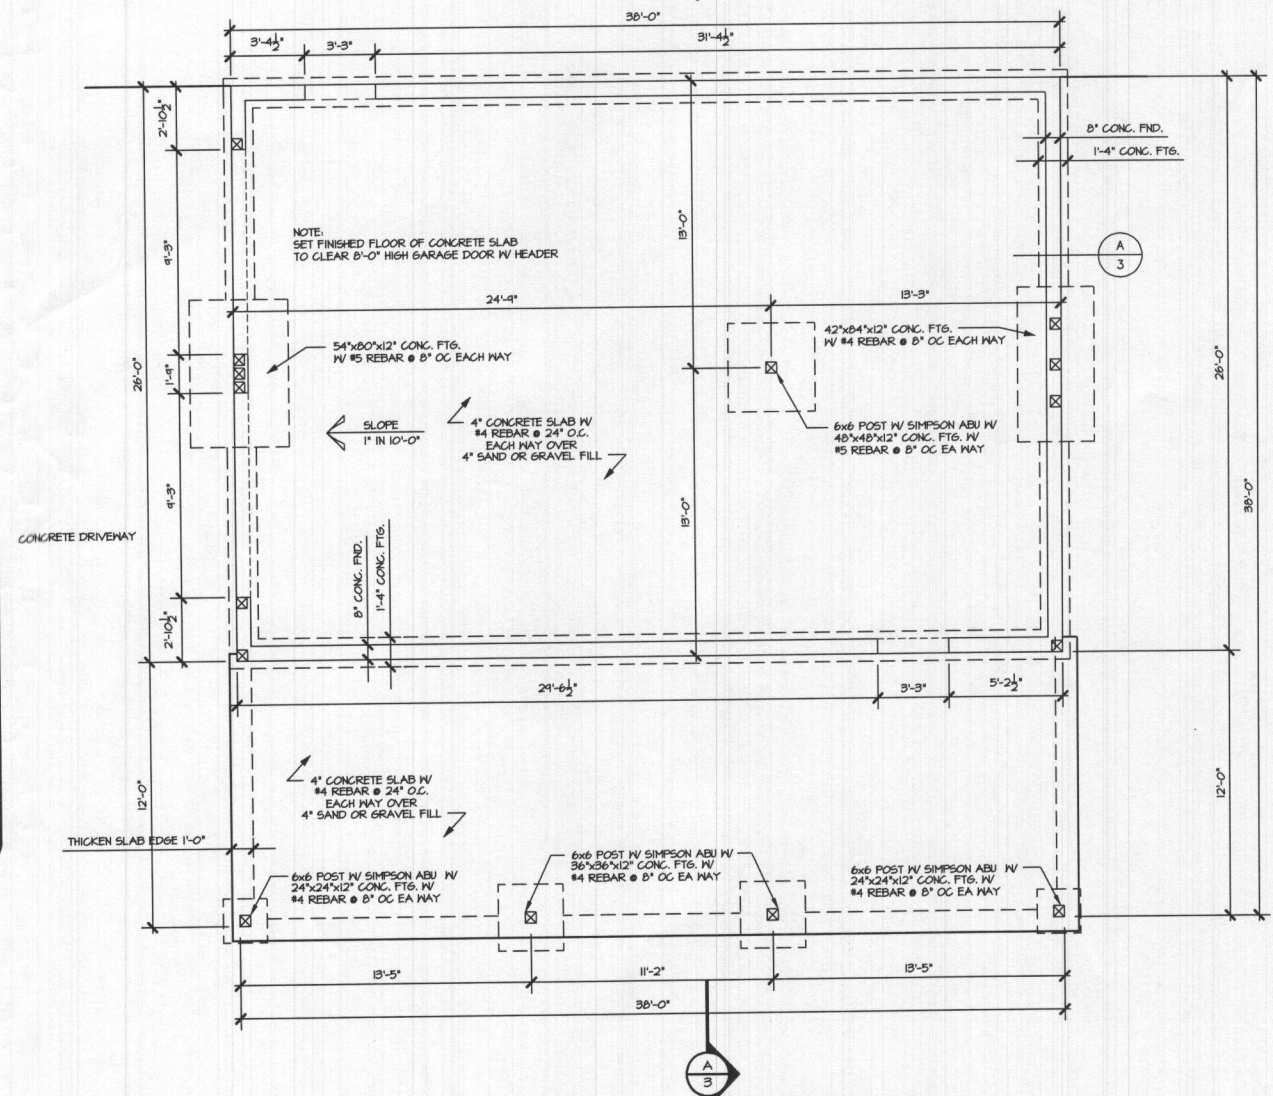 38'-0"
3'-4½"
3'-3"
31'-4½"
2'-10½"
8" CONC. FND.
1'-4" CONC. FTG.
13'-0"
9'-3"
NOTE:
SET FINISHED FLOOR OF CONCRETE SLAB
TO CLEAR 8'-0" HIGH GARAGE DOOR W/ HEADER
A
3
24'-9"
13'-3"
54"x80"x12" CONC. FTG.
W/ #5 REBAR @ 8" OC EACH WAY
42"x84"x12" CONC. FTG.
W/ #4 REBAR @ 8" OC EACH WAY
26'-0"
1'-9"
26'-0"
SLOPE
1" IN 10'-0"
4" CONCRETE SLAB W/
#4 REBAR @ 24" O.C.
EACH WAY OVER
4" SAND OR GRAVEL FILL
6x6 POST W/ SIMPSON ABU W/
48"x48"x12" CONC. FTG. W/
#5 REBAR @ 8" OC EA WAY
9'-3"
13'-0"
38'-0"
CONCRETE DRIVEWAY
8" CONC. FND.
1'-4" CONC. FTG.
2'-10½"
29'-6½"
3'-3"
5'-2½"
12'-0"
12'-0"
4" CONCRETE SLAB W/
#4 REBAR @ 24" O.C.
EACH WAY OVER
4" SAND OR GRAVEL FILL
THICKEN SLAB EDGE 1'-0"
6x6 POST W/ SIMPSON ABU W/
24"x24"x12" CONC. FTG. W/
#4 REBAR @ 8" OC EA WAY
6x6 POST W/ SIMPSON ABU W/
36"x36"x12" CONC. FTG. W/
#4 REBAR @ 8" OC EA WAY
6x6 POST W/ SIMPSON ABU W/
24"x24"x12" CONC. FTG. W/
#4 REBAR @ 8" OC EA WAY
13'-5"
11'-2"
13'-5"
38'-0"
A
3